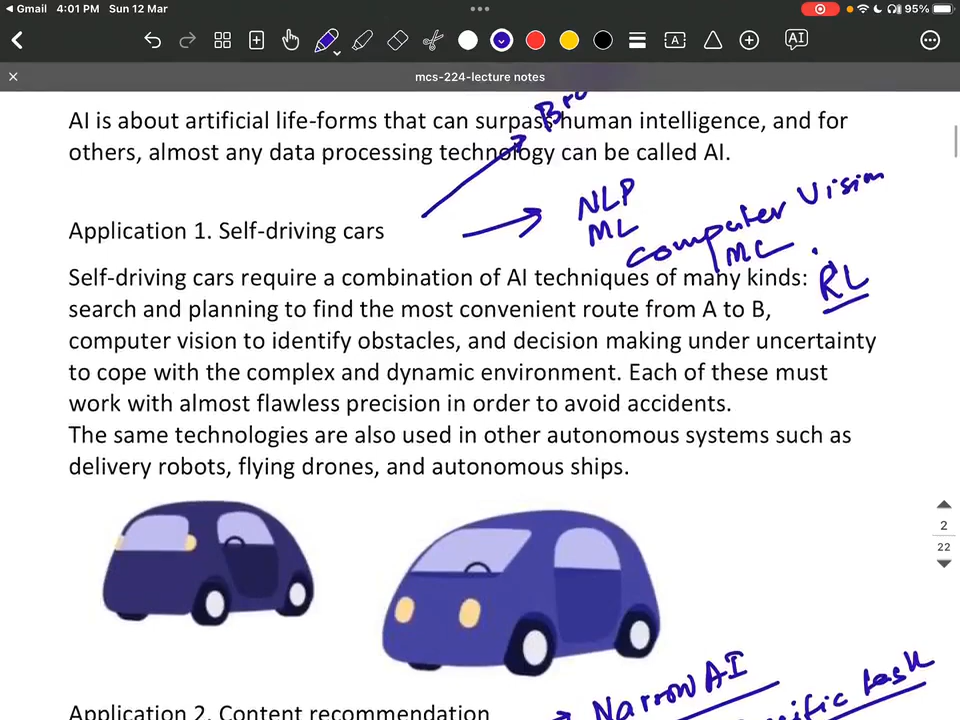 Gmail 4:01 PM Sun 12 Mar 95%
A AI
mcs-224-lecture notes
AI is about artificial life-forms that can surpass human intelligence, and for
others, almost any data processing technology can be called AI.
NLP
ML
Computer Vision
ML
RL
Application 1. Self-driving cars
Self-driving cars require a combination of AI techniques of many kinds:
search and planning to find the most convenient route from A to B,
computer vision to identify obstacles, and decision making under uncertainty
to cope with the complex and dynamic environment. Each of these must
work with almost flawless precision in order to avoid accidents.
The same technologies are also used in other autonomous systems such as
delivery robots, flying drones, and autonomous ships.
2
22
Narrow AI
task
Application 2. Content recommendation